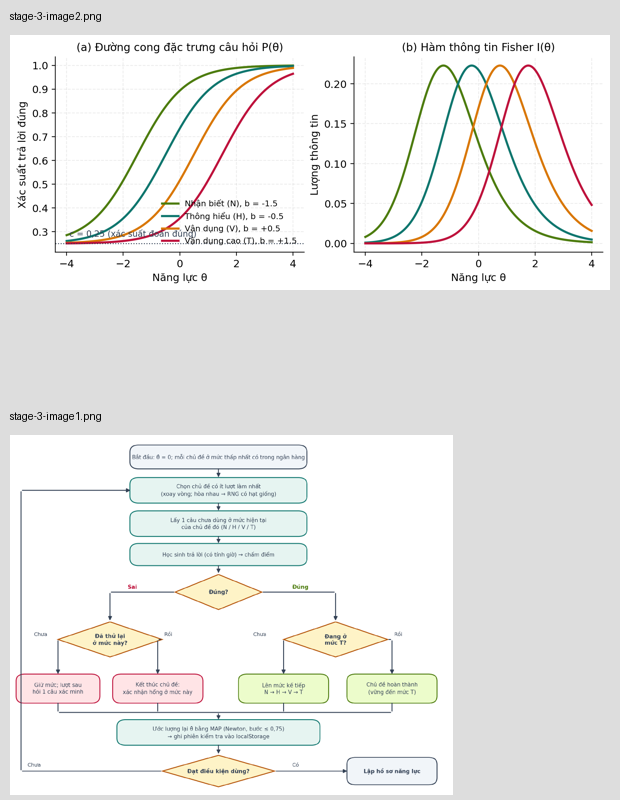 stage-3-image2.png
(a) Đường cong đặc trưng câu hỏi P(θ)
Xác suất trả lời đúng
1.0
0.9
0.8
0.7
0.6
0.5
0.4
0.3
Nhận biết (N), b = -1.5
Thông hiểu (H), b = -0.5
Vận dụng (V), b = +0.5
Vận dụng cao (T), b = +1.5
c = 0,25 (xác suất đoán đúng)
−4
−2
0
2
4
Năng lực θ
(b) Hàm thông tin Fisher I(θ)
Lượng thông tin
0.20
0.15
0.10
0.05
0.00
−4
−2
0
2
4
Năng lực θ
stage-3-image1.png
Bắt đầu: θ = 0; mỗi chủ đề ở mức thấp nhất có trong ngân hàng
Chọn chủ đề có ít lượt làm nhất
(xoay vòng; hòa nhau → RNG có hạt giống)
Lấy 1 câu chưa dùng ở mức hiện tại
của chủ đề đó (N / H / V / T)
Học sinh trả lời (có tính giờ) → chấm điểm
Đúng?
Sai
Đúng
Đã thử lại
ở mức này?
Chưa
Rồi
Đang ở
mức T?
Chưa
Rồi
Giữ mức; lượt sau
hỏi 1 câu xác minh
Kết thúc chủ đề:
xác nhận hổng ở mức này
Lên mức kế tiếp
N → H → V → T
Chủ đề hoàn thành
(vững đến mức T)
Ước lượng lại θ bằng MAP (Newton, bước ≤ 0,75)
→ ghi phiên kiểm tra vào localStorage
Đạt điều kiện dừng?
Chưa
Có
Lập hồ sơ năng lực